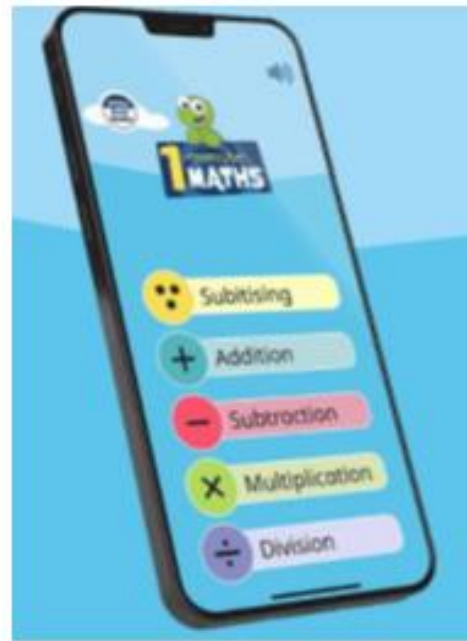 1
MATHS
Subitising
+ Addition
− Subtraction
× Multiplication
÷ Division